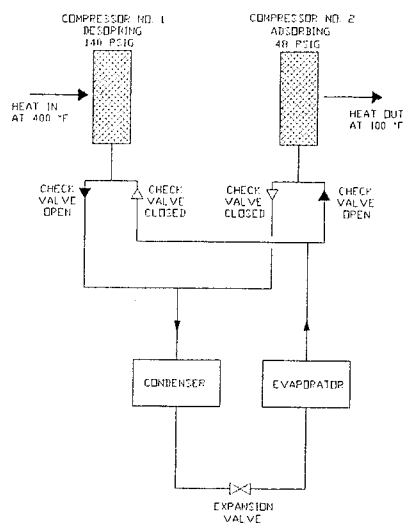 COMPRESSOR NO. 1
DESORBING
140 PSIG
COMPRESSOR NO. 2
ADSORBING
48 PSIG
HEAT IN
AT 400 °F
HEAT OUT
AT 100 °F
CHECK
VALVE
OPEN
CHECK
VALVE
CLOSED
CHECK
VALVE
CLOSED
CHECK
VALVE
OPEN
CONDENSER
EVAPORATOR
EXPANSION
VALVE